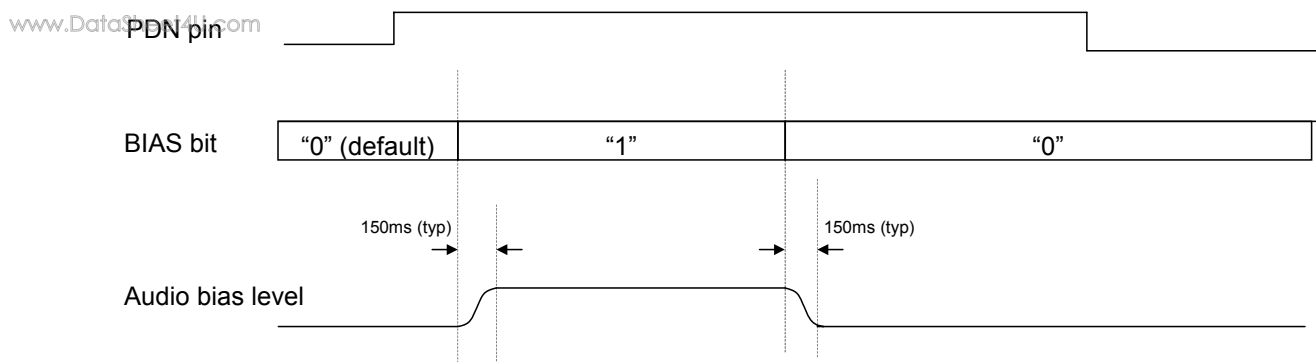 www.DataSheet4U.com
PDN pin
BIAS bit
“0” (default)
“1”
“0”
150ms (typ)
150ms (typ)
Audio bias level